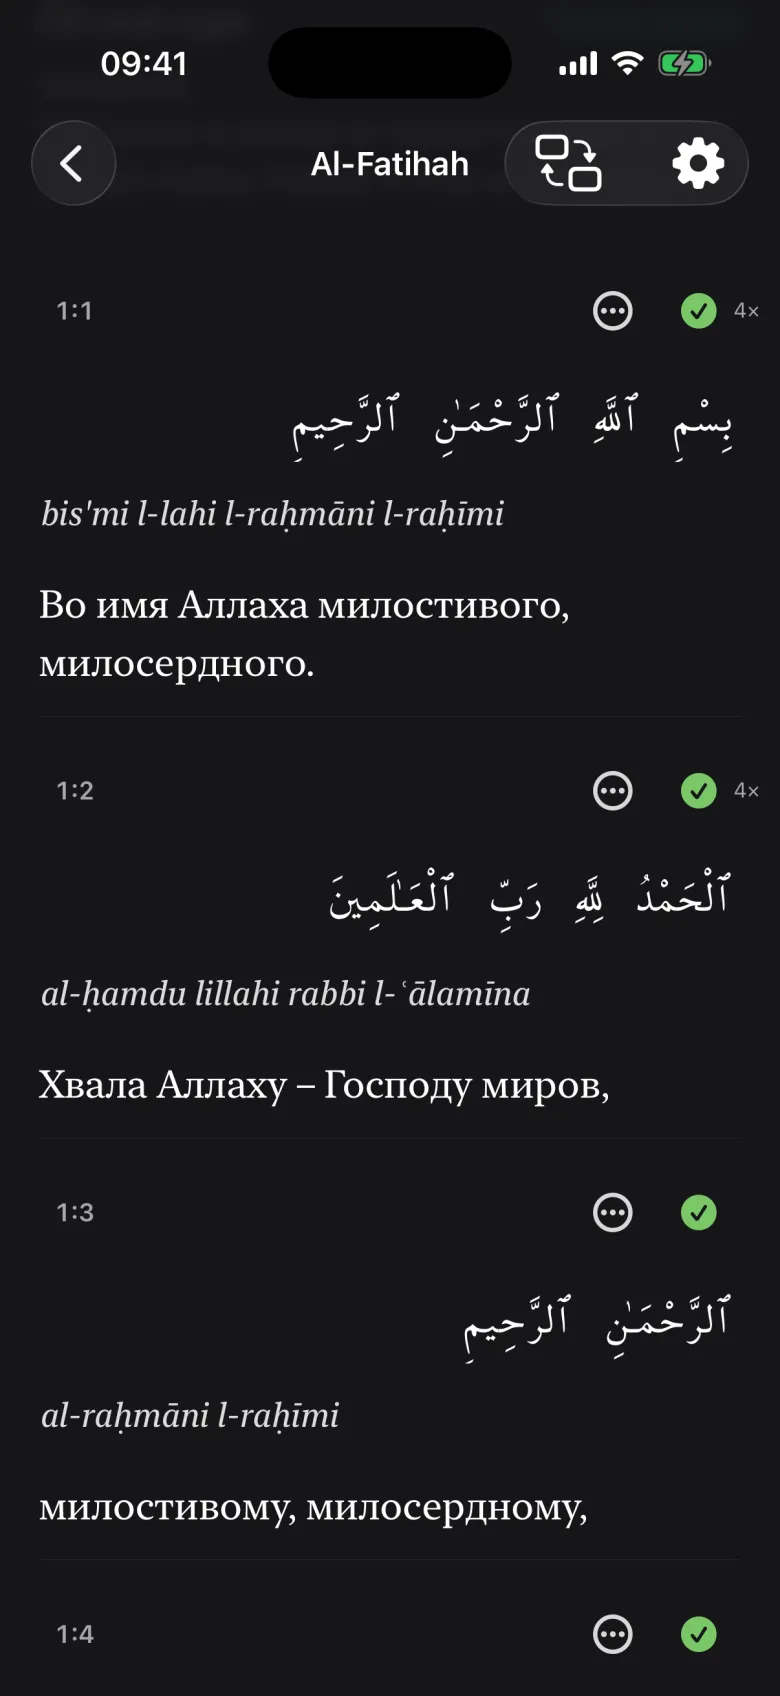 09:41
Al-Fatihah
1:1 4×
بِسْمِ ٱللَّهِ ٱلرَّحْمَـٰنِ ٱلرَّحِيمِ
bis'mi l-lahi l-raḥmāni l-raḥīmi
Во имя Аллаха милостивого,
милосердного.
1:2 4×
ٱلْحَمْدُ لِلَّهِ رَبِّ ٱلْعَـٰلَمِينَ
al-ḥamdu lillahi rabbi l-ʿālamīna
Хвала Аллаху – Господу миров,
1:3
ٱلرَّحْمَـٰنِ ٱلرَّحِيمِ
al-raḥmāni l-raḥīmi
милостивому, милосердному,
1:4